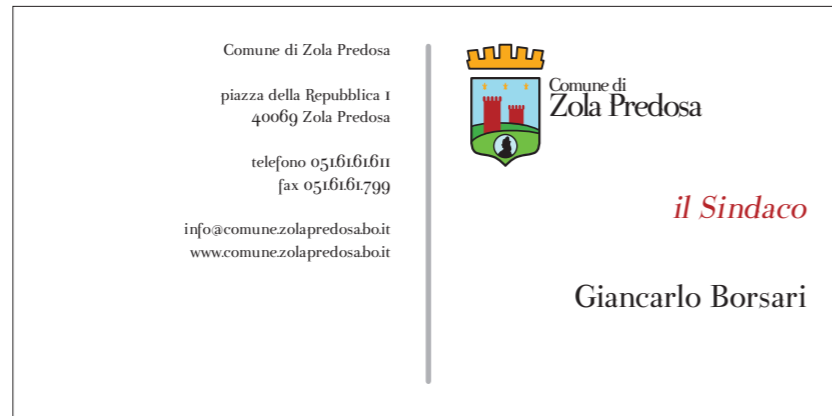 Comune di Zola Predosa
piazza della Repubblica 1
40069 Zola Predosa
telefono 051.61.61.611
fax 051.61.61.799
info@comune.zolapredosa.bo.it
www.comune.zolapredosa.bo.it
Comune di
Zola Predosa
il Sindaco
Giancarlo Borsari